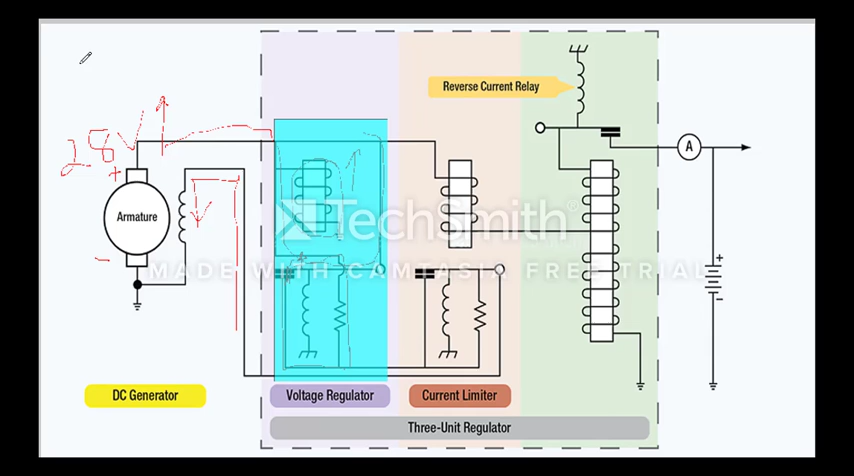 Reverse Current Relay
28V
A
+
Armature
TechSmith®
-
MADE WITH CAMTASIA FREE TRIAL
+
+
-
DC Generator
Voltage Regulator
Current Limiter
Three-Unit Regulator